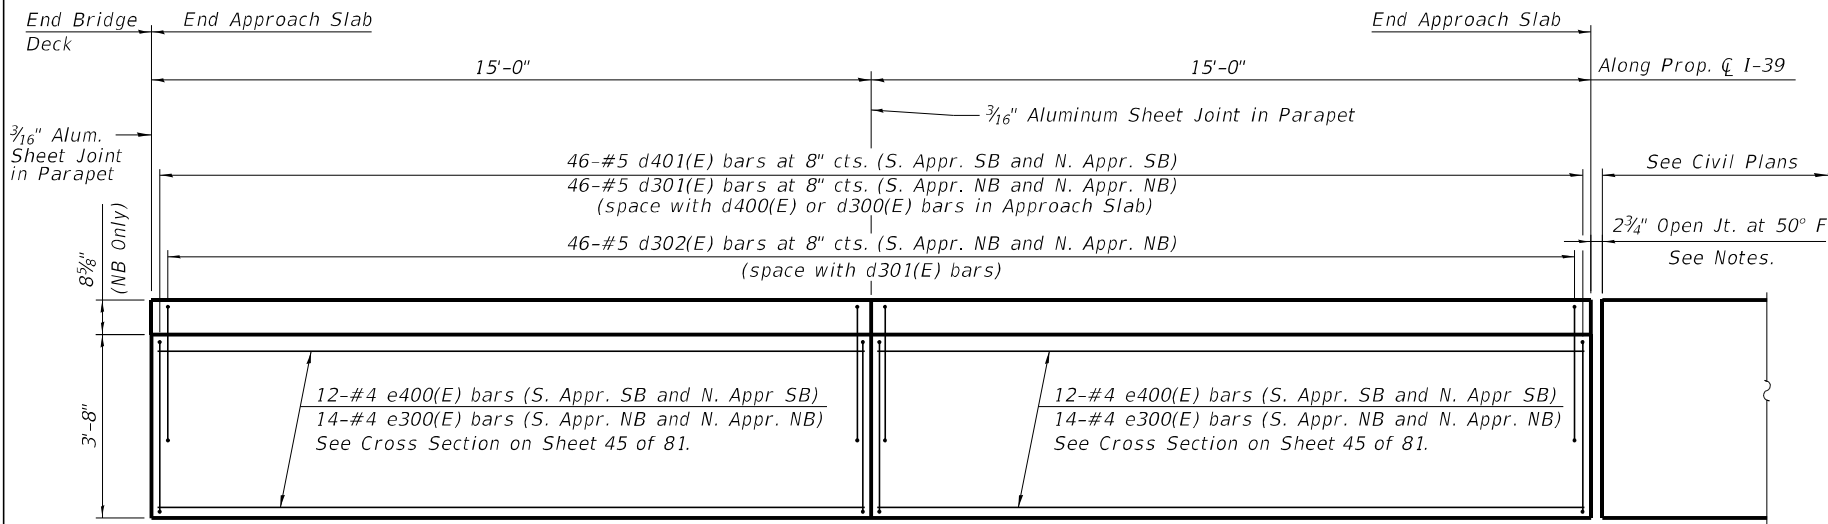 End Bridge
Deck
End Approach Slab
End Approach Slab
15'-0"
15'-0"
Along Prop. ℄ I-39
3/16" Aluminum Sheet Joint in Parapet
3/16" Alum.
Sheet Joint
in Parapet
46-#5 d401(E) bars at 8" cts. (S. Appr. SB and N. Appr. SB)
46-#5 d301(E) bars at 8" cts. (S. Appr. NB and N. Appr. NB)
(space with d400(E) or d300(E) bars in Approach Slab)
See Civil Plans
46-#5 d302(E) bars at 8" cts. (S. Appr. NB and N. Appr. NB)
(space with d301(E) bars)
2¾" Open Jt. at 50° F
See Notes.
8⅝"
(NB Only)
3'-8"
12-#4 e400(E) bars (S. Appr. SB and N. Appr SB)
14-#4 e300(E) bars (S. Appr. NB and N. Appr. NB)
See Cross Section on Sheet 45 of 81.
12-#4 e400(E) bars (S. Appr. SB and N. Appr SB)
14-#4 e300(E) bars (S. Appr. NB and N. Appr. NB)
See Cross Section on Sheet 45 of 81.